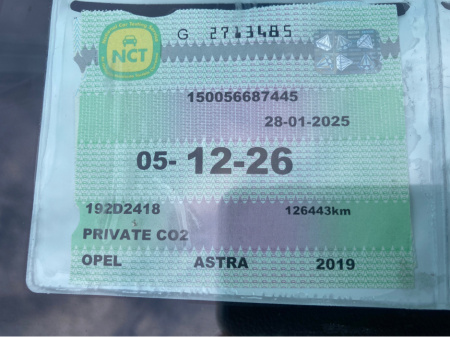 NCT
G 2713485
150056687445
28-01-2025
05-12-26
192D2418 126443km
PRIVATE CO2
OPEL ASTRA 2019